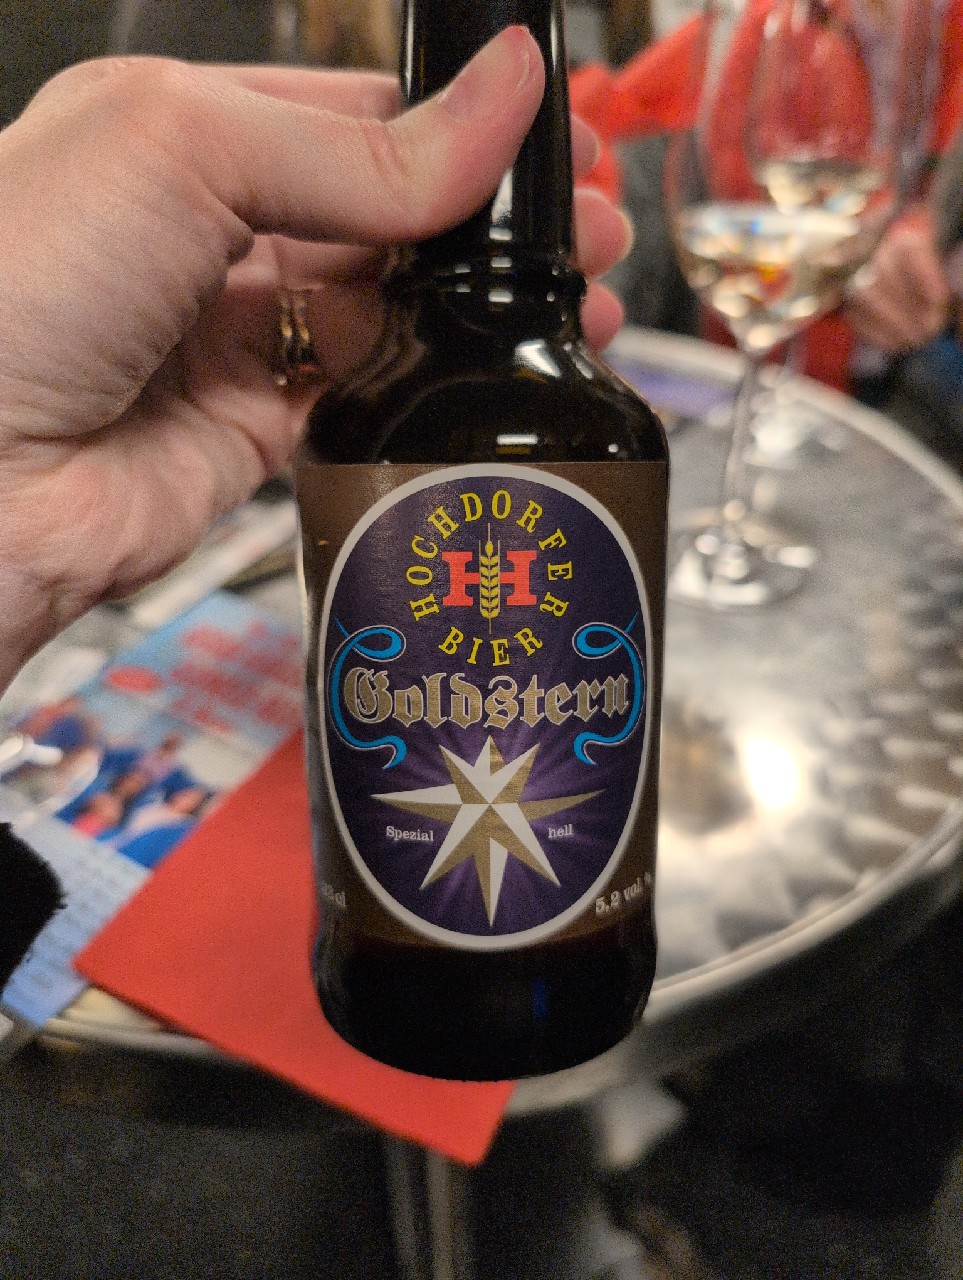 HOCHDORFER
H
BIER
Goldstern
Spezial hell
5,2 vol